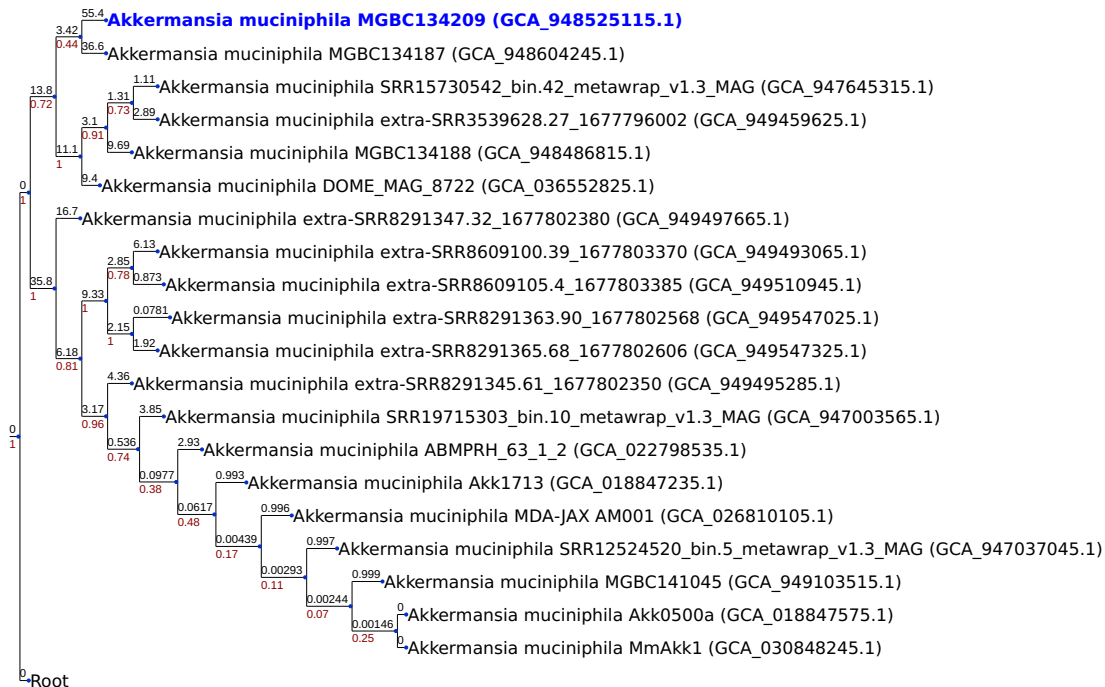 55.4
Akkermansia muciniphila MGBC134209 (GCA_948525115.1)
3.42
0.44
36.6
Akkermansia muciniphila MGBC134187 (GCA_948604245.1)
1.11
Akkermansia muciniphila SRR15730542_bin.42_metawrap_v1.3_MAG (GCA_947645315.1)
13.8
0.72
1.31
0.73
2.89
Akkermansia muciniphila extra-SRR3539628.27_1677796002 (GCA_949459625.1)
3.1
0.91
9.69
Akkermansia muciniphila MGBC134188 (GCA_948486815.1)
11.1
1
9.4
Akkermansia muciniphila DOME_MAG_8722 (GCA_036552825.1)
0
1
16.7
Akkermansia muciniphila extra-SRR8291347.32_1677802380 (GCA_949497665.1)
6.13
Akkermansia muciniphila extra-SRR8609100.39_1677803370 (GCA_949493065.1)
2.85
0.78
0.873
Akkermansia muciniphila extra-SRR8609105.4_1677803385 (GCA_949510945.1)
35.8
1
9.33
1
0.0781
Akkermansia muciniphila extra-SRR8291363.90_1677802568 (GCA_949547025.1)
2.15
1
1.92
Akkermansia muciniphila extra-SRR8291365.68_1677802606 (GCA_949547325.1)
6.18
0.81
4.36
Akkermansia muciniphila extra-SRR8291345.61_1677802350 (GCA_949495285.1)
3.17
0.96
3.85
Akkermansia muciniphila SRR19715303_bin.10_metawrap_v1.3_MAG (GCA_947003565.1)
0
1
0.536
0.74
2.93
Akkermansia muciniphila ABMPRH_63_1_2 (GCA_022798535.1)
0.0977
0.38
0.993
Akkermansia muciniphila Akk1713 (GCA_018847235.1)
0.0617
0.48
0.996
Akkermansia muciniphila MDA-JAX AM001 (GCA_026810105.1)
0.00439
0.17
0.997
Akkermansia muciniphila SRR12524520_bin.5_metawrap_v1.3_MAG (GCA_947037045.1)
0.00293
0.11
0.999
Akkermansia muciniphila MGBC141045 (GCA_949103515.1)
0.00244
0.07
0
Akkermansia muciniphila Akk0500a (GCA_018847575.1)
0.00146
0.25
0
Akkermansia muciniphila MmAkk1 (GCA_030848245.1)
0
Root